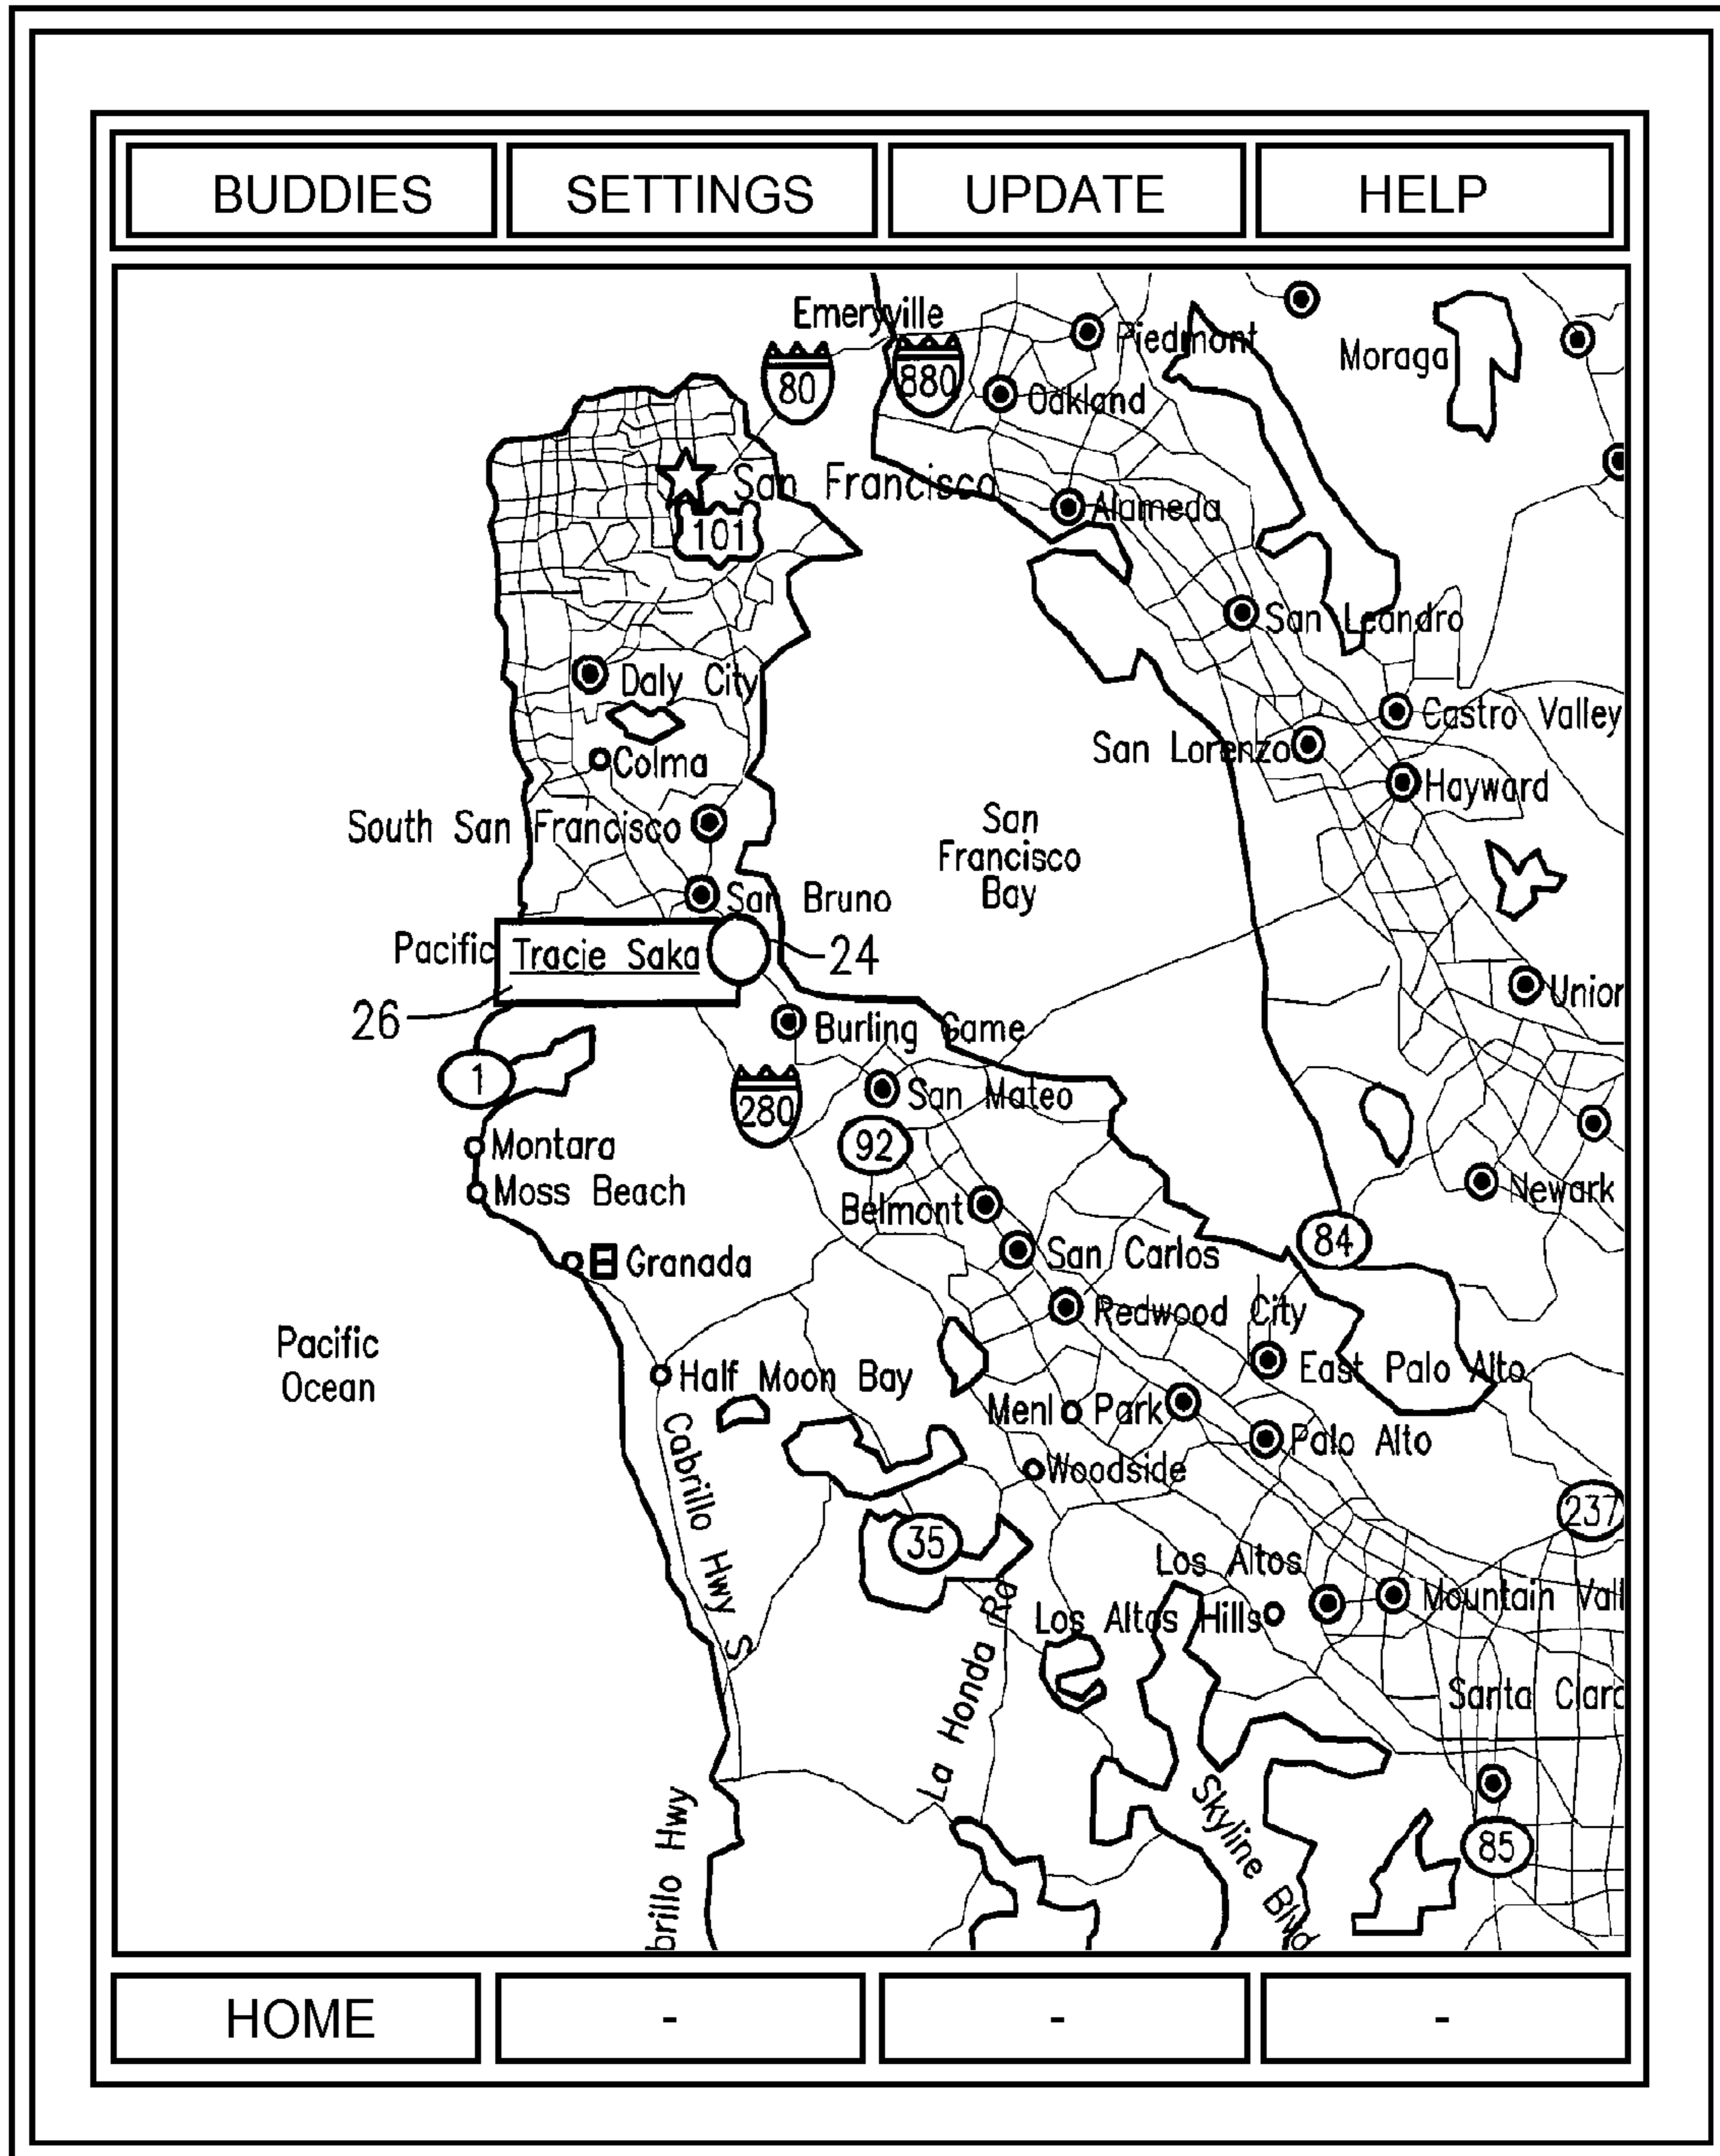 BUDDIES SETTINGS UPDATE HELP
Emeryville
Piedmont
Moraga
80
880
Oakland
San Francisco
101
Alameda
San Leandro
Daly City
Castro Valley
San Lorenzo
Colma
Hayward
South San Francisco
San
Francisco
Bay
San Bruno
Pacific
Tracie Saka
24
26
Union
Burling Game
1
280
San Mateo
92
Montara
Moss Beach
Newark
Belmont
84
San Carlos
Granada
Redwood City
Pacific
Ocean
East Palo Alto
Half Moon Bay
Menl Park
Palo Alto
Woodside
Cabrillo Hwy S
237
35
Los Altos
Mountain Vall
Los Altos Hills
La Honda Rd
Santa Clara
Skyline Blvd
85
brillo Hwy
HOME - - -